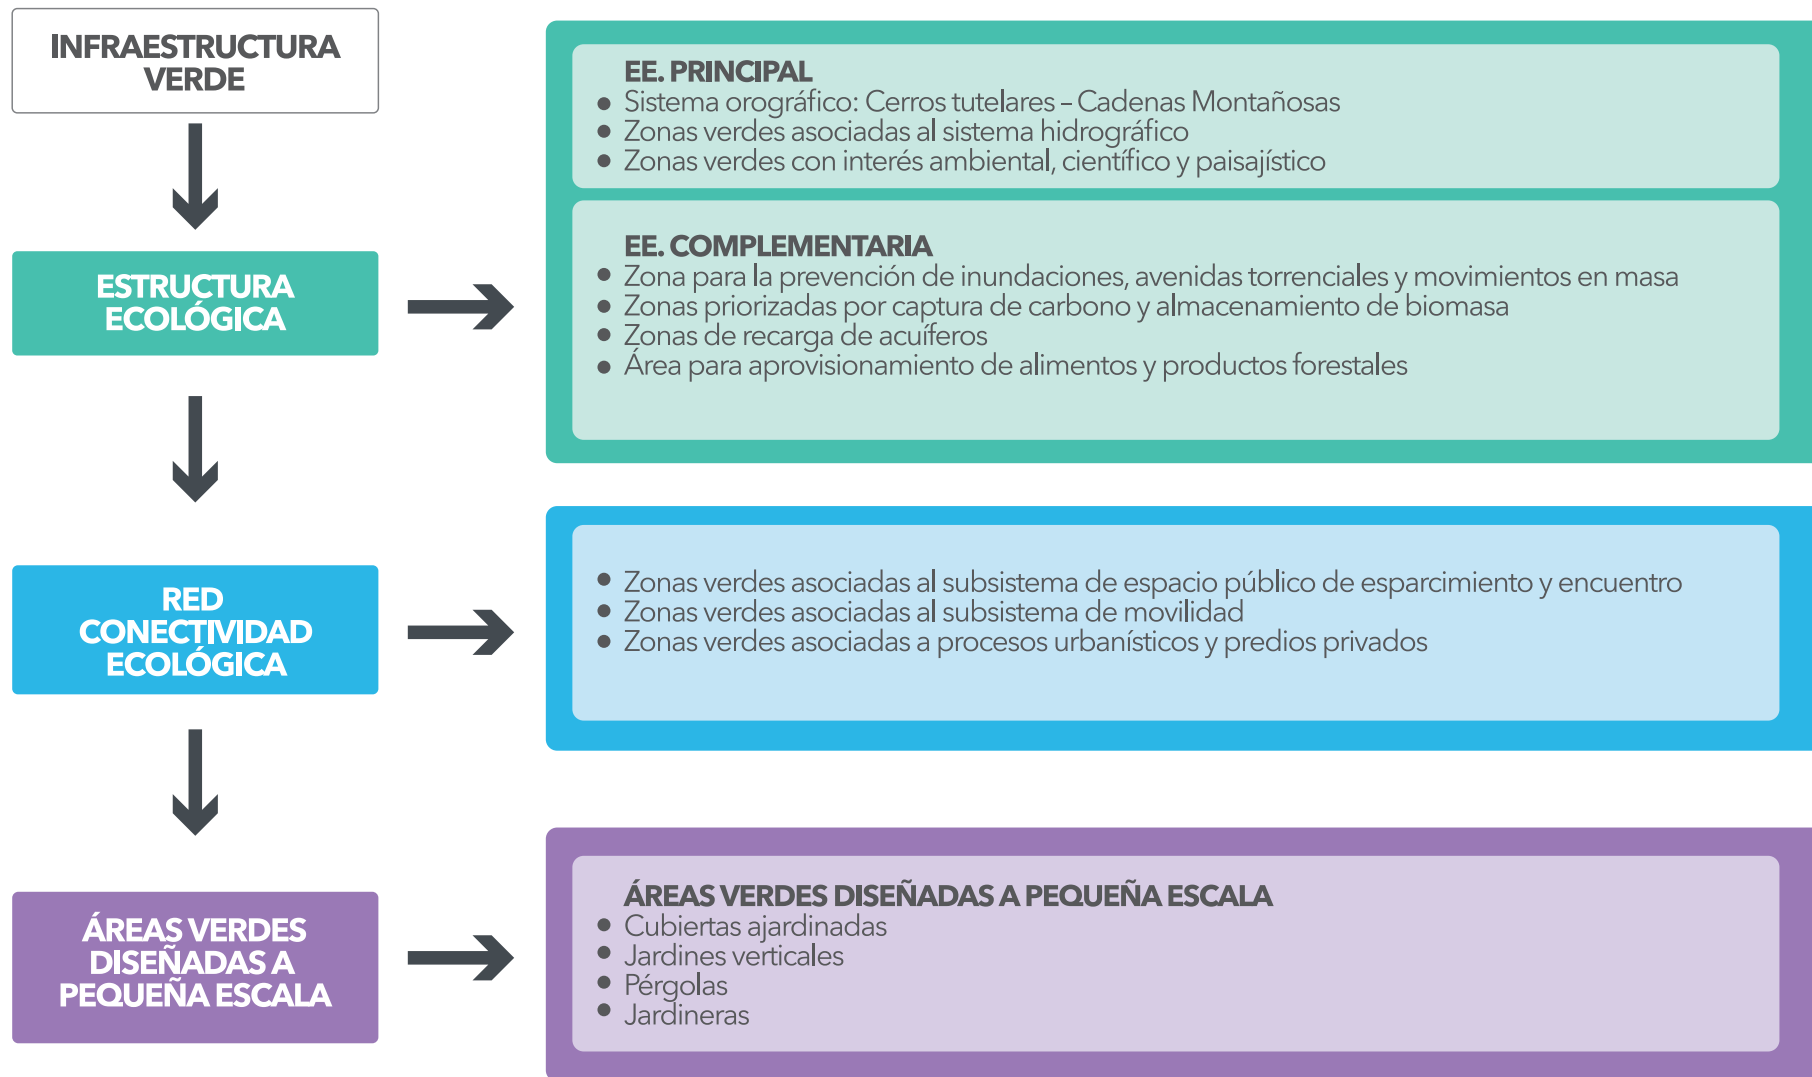 INFRAESTRUCTURA
VERDE
EE. PRINCIPAL
• Sistema orográfico: Cerros tutelares – Cadenas Montañosas
• Zonas verdes asociadas al sistema hidrográfico
• Zonas verdes con interés ambiental, científico y paisajístico
ESTRUCTURA
ECOLÓGICA
EE. COMPLEMENTARIA
• Zona para la prevención de inundaciones, avenidas torrenciales y movimientos en masa
• Zonas priorizadas por captura de carbono y almacenamiento de biomasa
• Zonas de recarga de acuíferos
• Área para aprovisionamiento de alimentos y productos forestales
RED
CONECTIVIDAD
ECOLÓGICA
• Zonas verdes asociadas al subsistema de espacio público de esparcimiento y encuentro
• Zonas verdes asociadas al subsistema de movilidad
• Zonas verdes asociadas a procesos urbanísticos y predios privados
ÁREAS VERDES
DISEÑADAS A
PEQUEÑA ESCALA
ÁREAS VERDES DISEÑADAS A PEQUEÑA ESCALA
• Cubiertas ajardinadas
• Jardines verticales
• Pérgolas
• Jardineras